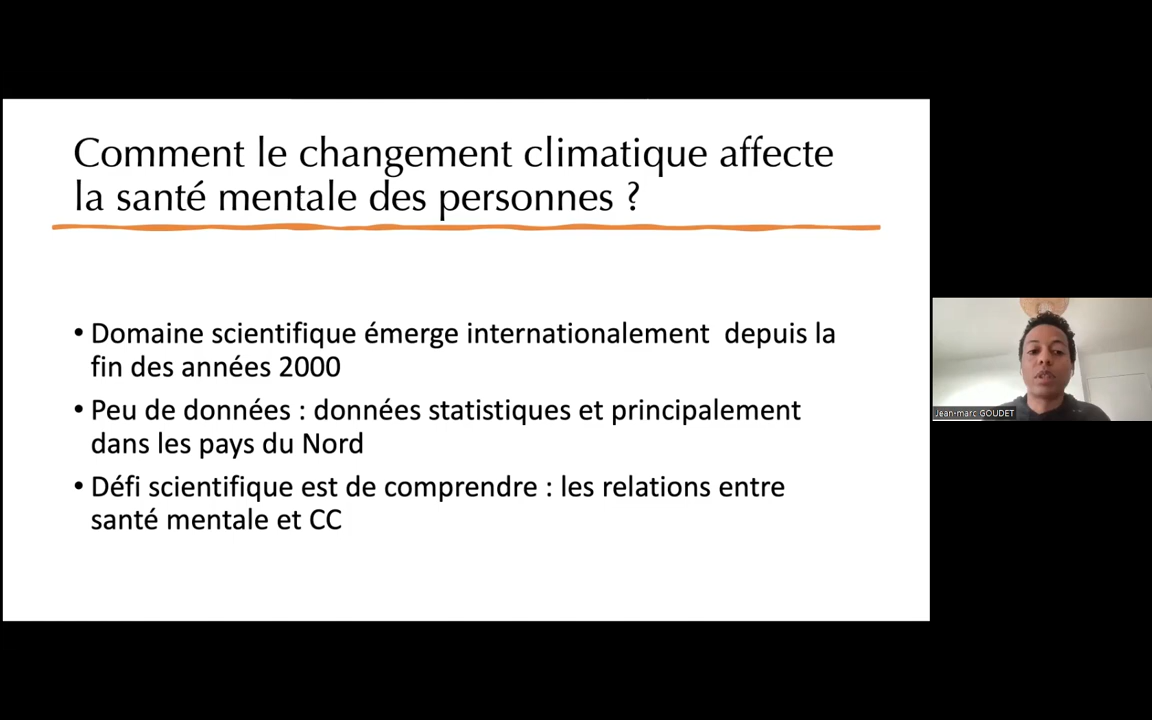 Comment le changement climatique affecte
la santé mentale des personnes ?
• Domaine scientifique émerge internationalement  depuis la
fin des années 2000
• Peu de données : données statistiques et principalement
dans les pays du Nord
• Défi scientifique est de comprendre : les relations entre
santé mentale et CC
Jean-marc GOUDET